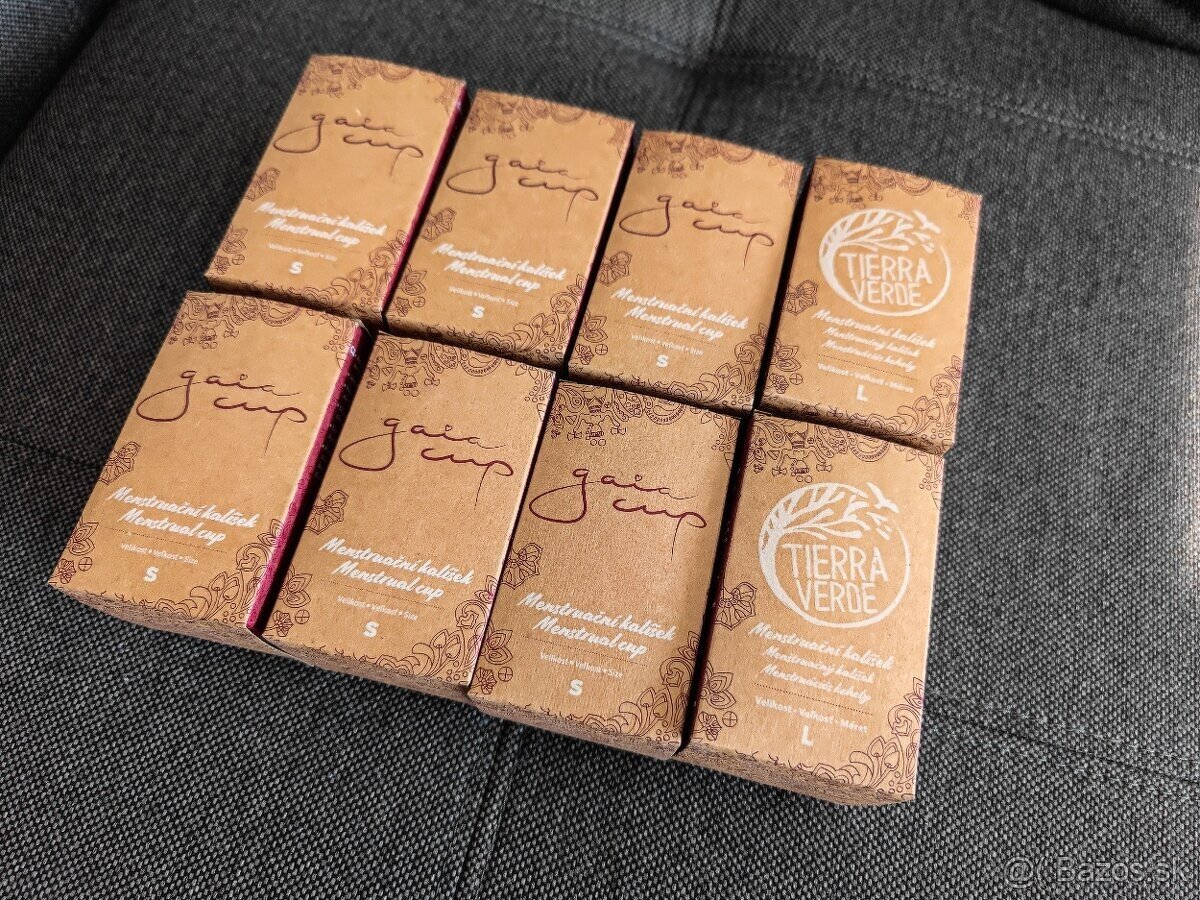 gaia
cup
Menstruační kalíšek
Menstrual cup
Velikost • Veľkosť • Size
S
gaia
cup
Menstruační kalíšek
Menstrual cup
Velikost • Veľkosť • Size
S
gaia
cup
Menstruační kalíšek
Menstrual cup
Velikost • Veľkosť • Size
S
TIERRA
VERDE
Menstruační kalíšek
Menstruačný kalíšok
Menstruációs kehely
Velikost • Veľkosť • Méret
L
gaia
cup
Menstruační kalíšek
Menstrual cup
Velikost • Veľkosť • Size
S
gaia
cup
Menstruační kalíšek
Menstrual cup
Velikost • Veľkosť • Size
S
gaia
cup
Menstruační kalíšek
Menstrual cup
Velikost • Veľkosť • Size
S
TIERRA
VERDE
Menstruační kalíšek
Menstruačný kalíšok
Menstruációs kehely
Velikost • Veľkosť • Méret
L
Bazos.sk